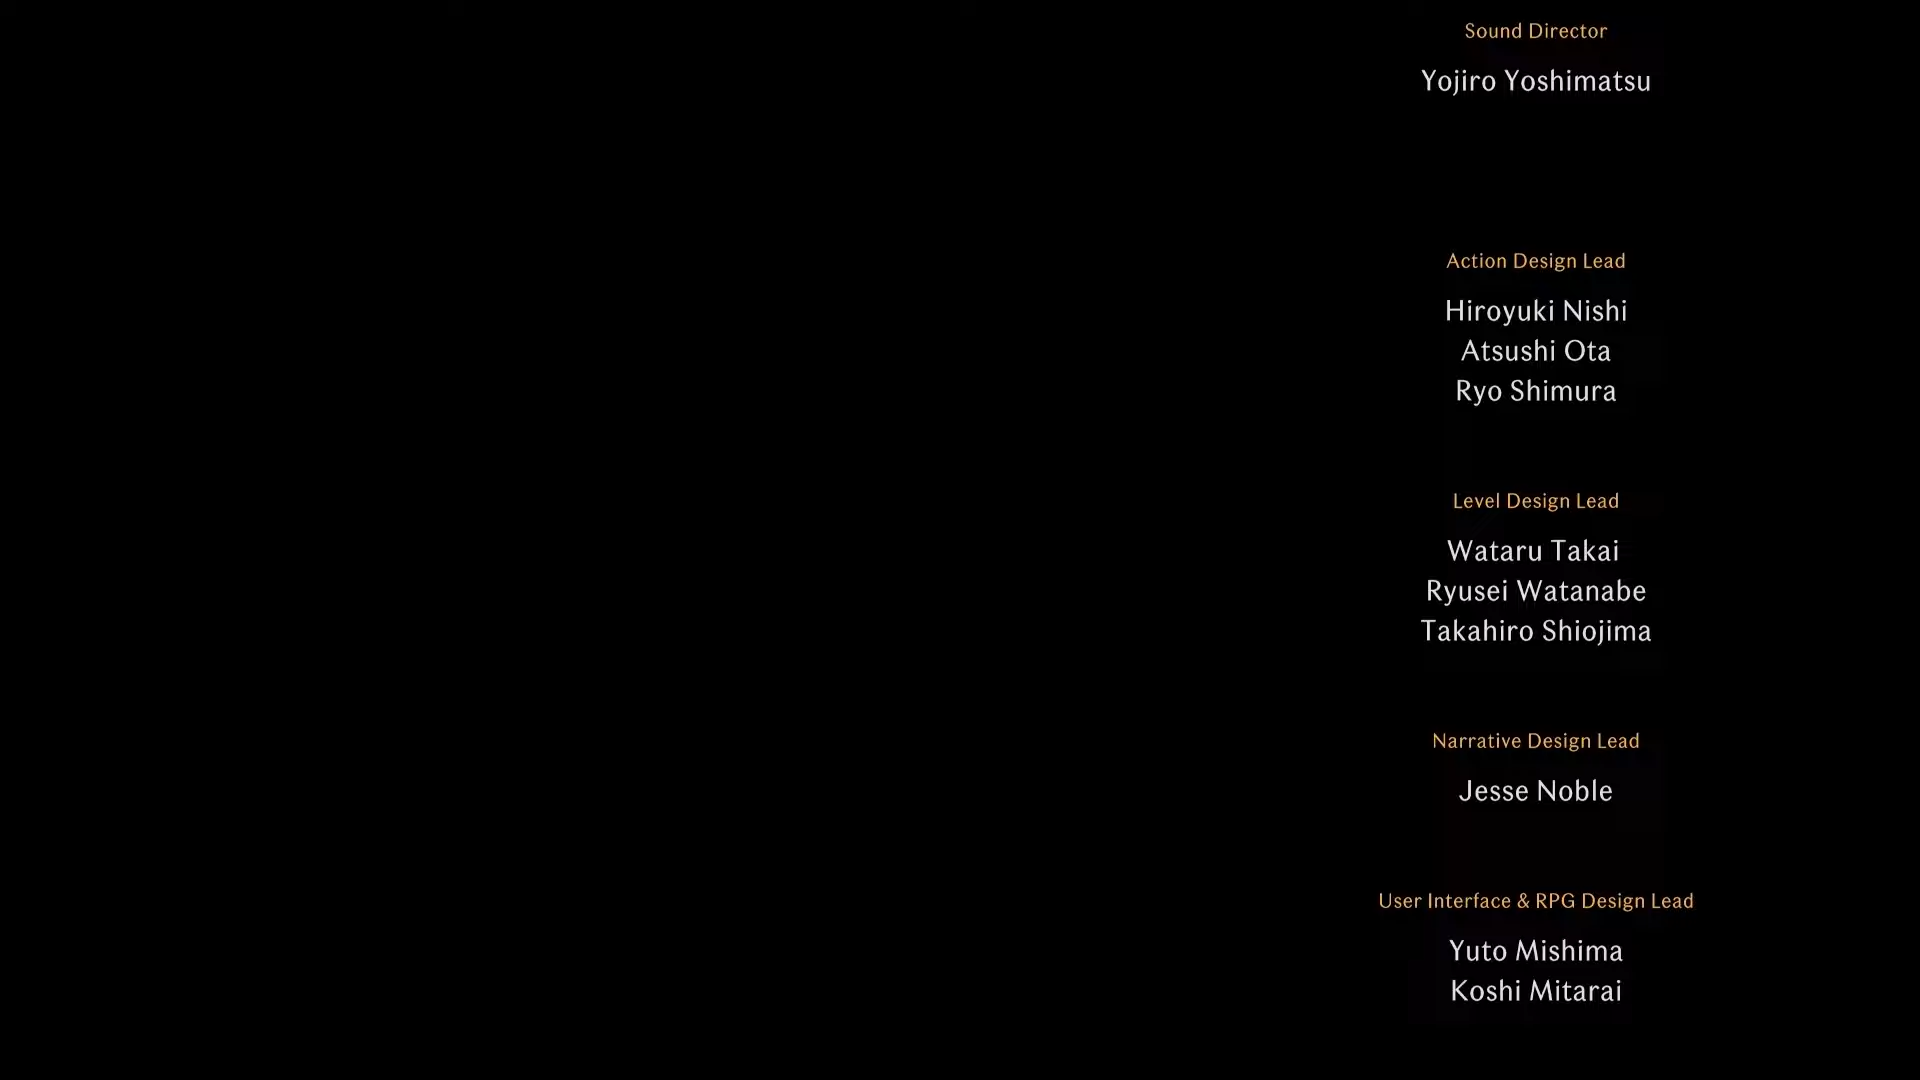 Sound Director
Yojiro Yoshimatsu
Action Design Lead
Hiroyuki Nishi
Atsushi Ota
Ryo Shimura
Level Design Lead
Wataru Takai
Ryusei Watanabe
Takahiro Shiojima
Narrative Design Lead
Jesse Noble
User Interface & RPG Design Lead
Yuto Mishima
Koshi Mitarai